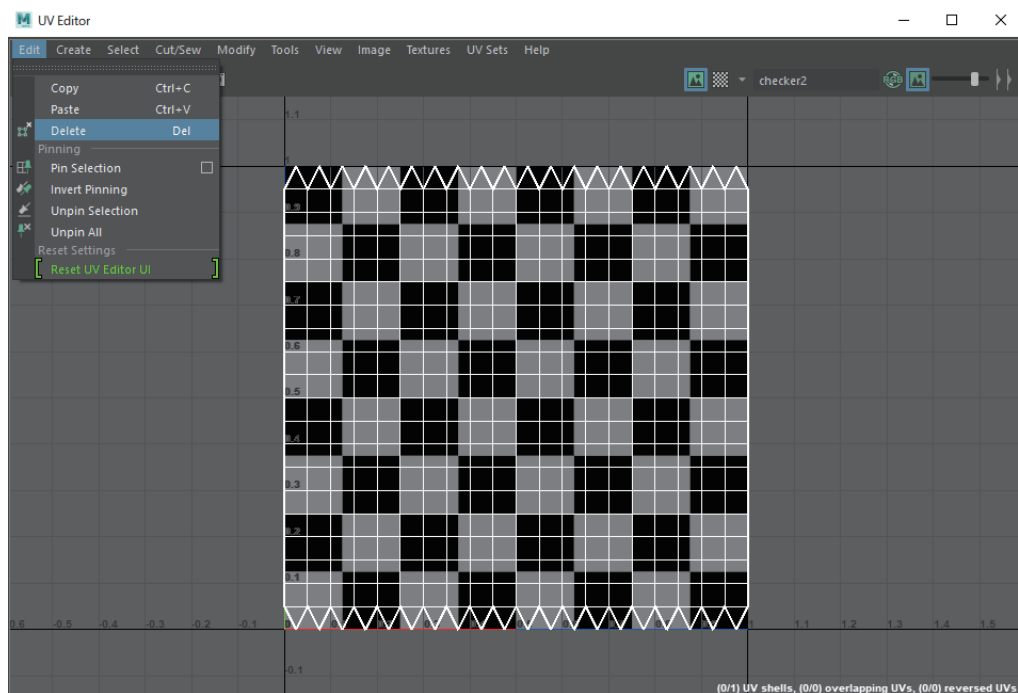 UV Editor
Edit Create Select Cut/Sew Modify Tools View Image Textures UV Sets Help
checker2
Copy Ctrl+C
Paste Ctrl+V
Delete Del
Pinning
Pin Selection
Invert Pinning
Unpin Selection
Unpin All
Reset Settings
Reset UV Editor UI
1.1
1
0.9
0.8
0.7
0.6
0.5
0.4
0.3
0.2
0.1
0.6 -0.5 -0.4 -0.3 -0.2 -0.1 1 1.1 1.2 1.3 1.4 1.5
-0.1
(0/1) UV shells, (0/0) overlapping UVs, (0/0) reversed UVs